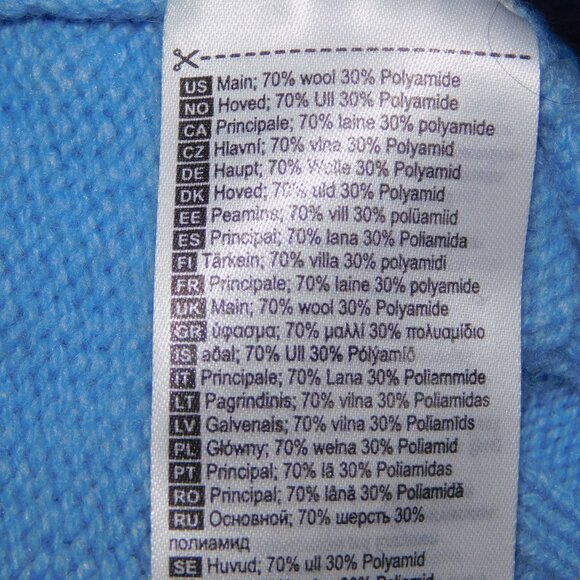 US Main; 70% wool 30% Polyamide
NO Hoved; 70% Ull 30% Polyamide
CA Principale; 70% laine 30% polyamide
CZ Hlavní; 70% vlna 30% Polyamid
DE Haupt; 70% Wolle 30% Polyamid
DK Hoved; 70% uld 30% Polyamid
EE Peamins; 70% vill 30% polüamiid
ES Principal; 70% lana 30% Poliamida
FI Tärkein; 70% villa 30% polyamidi
FR Principale; 70% laine 30% polyamide
UK Main; 70% wool 30% Polyamide
GR ύφασμα; 70% μαλλί 30% πολυαμίδιο
IS aðal; 70% Ull 30% Pólýamíð
IT Principale; 70% Lana 30% Poliammide
LT Pagrindinis; 70% vilna 30% Poliamidas
LV Galvenais; 70% vilna 30% Poliamīds
PL Główny; 70% wełna 30% Poliamid
PT Principal; 70% lã 30% Poliamidas
RO Principal; 70% lână 30% Poliamidă
RU Основной; 70% шерсть 30%
полиамид
SE Huvud; 70% ull 30% Polyamid